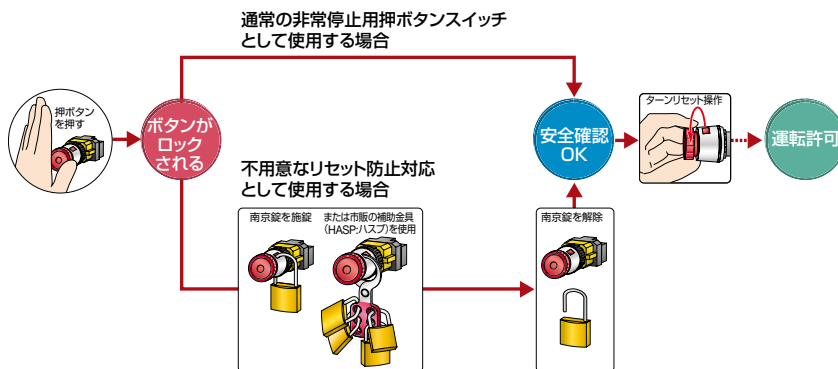 通常の非常停止用押ボタンスイッチ
として使用する場合
押ボタン
を押す
ボタンが
ロック
される
安全確認
OK
ターンリセット操作
運転許可
不用意なリセット防止対応
として使用する場合
南京錠を施錠
または市販の補助金具
(HASP:ハスプ)を使用
南京錠を解除